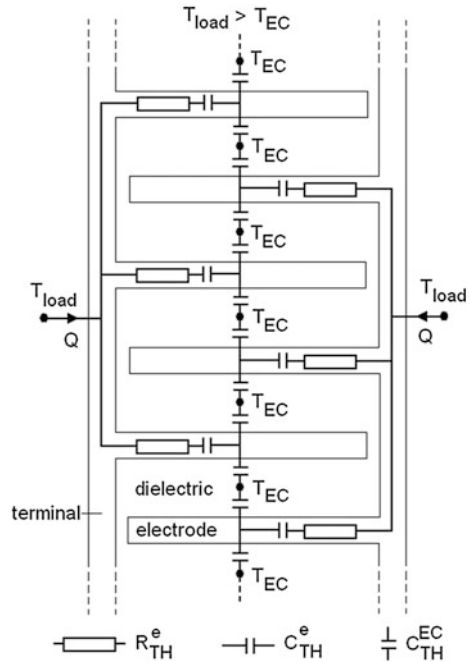 T_load > T_EC
T_EC
T_EC
T_EC
T_load
T_load
Q
T_EC
Q
T_EC
dielectric
T_EC
terminal
electrode
T_EC
R^e_TH
C^e_TH
C^EC_TH